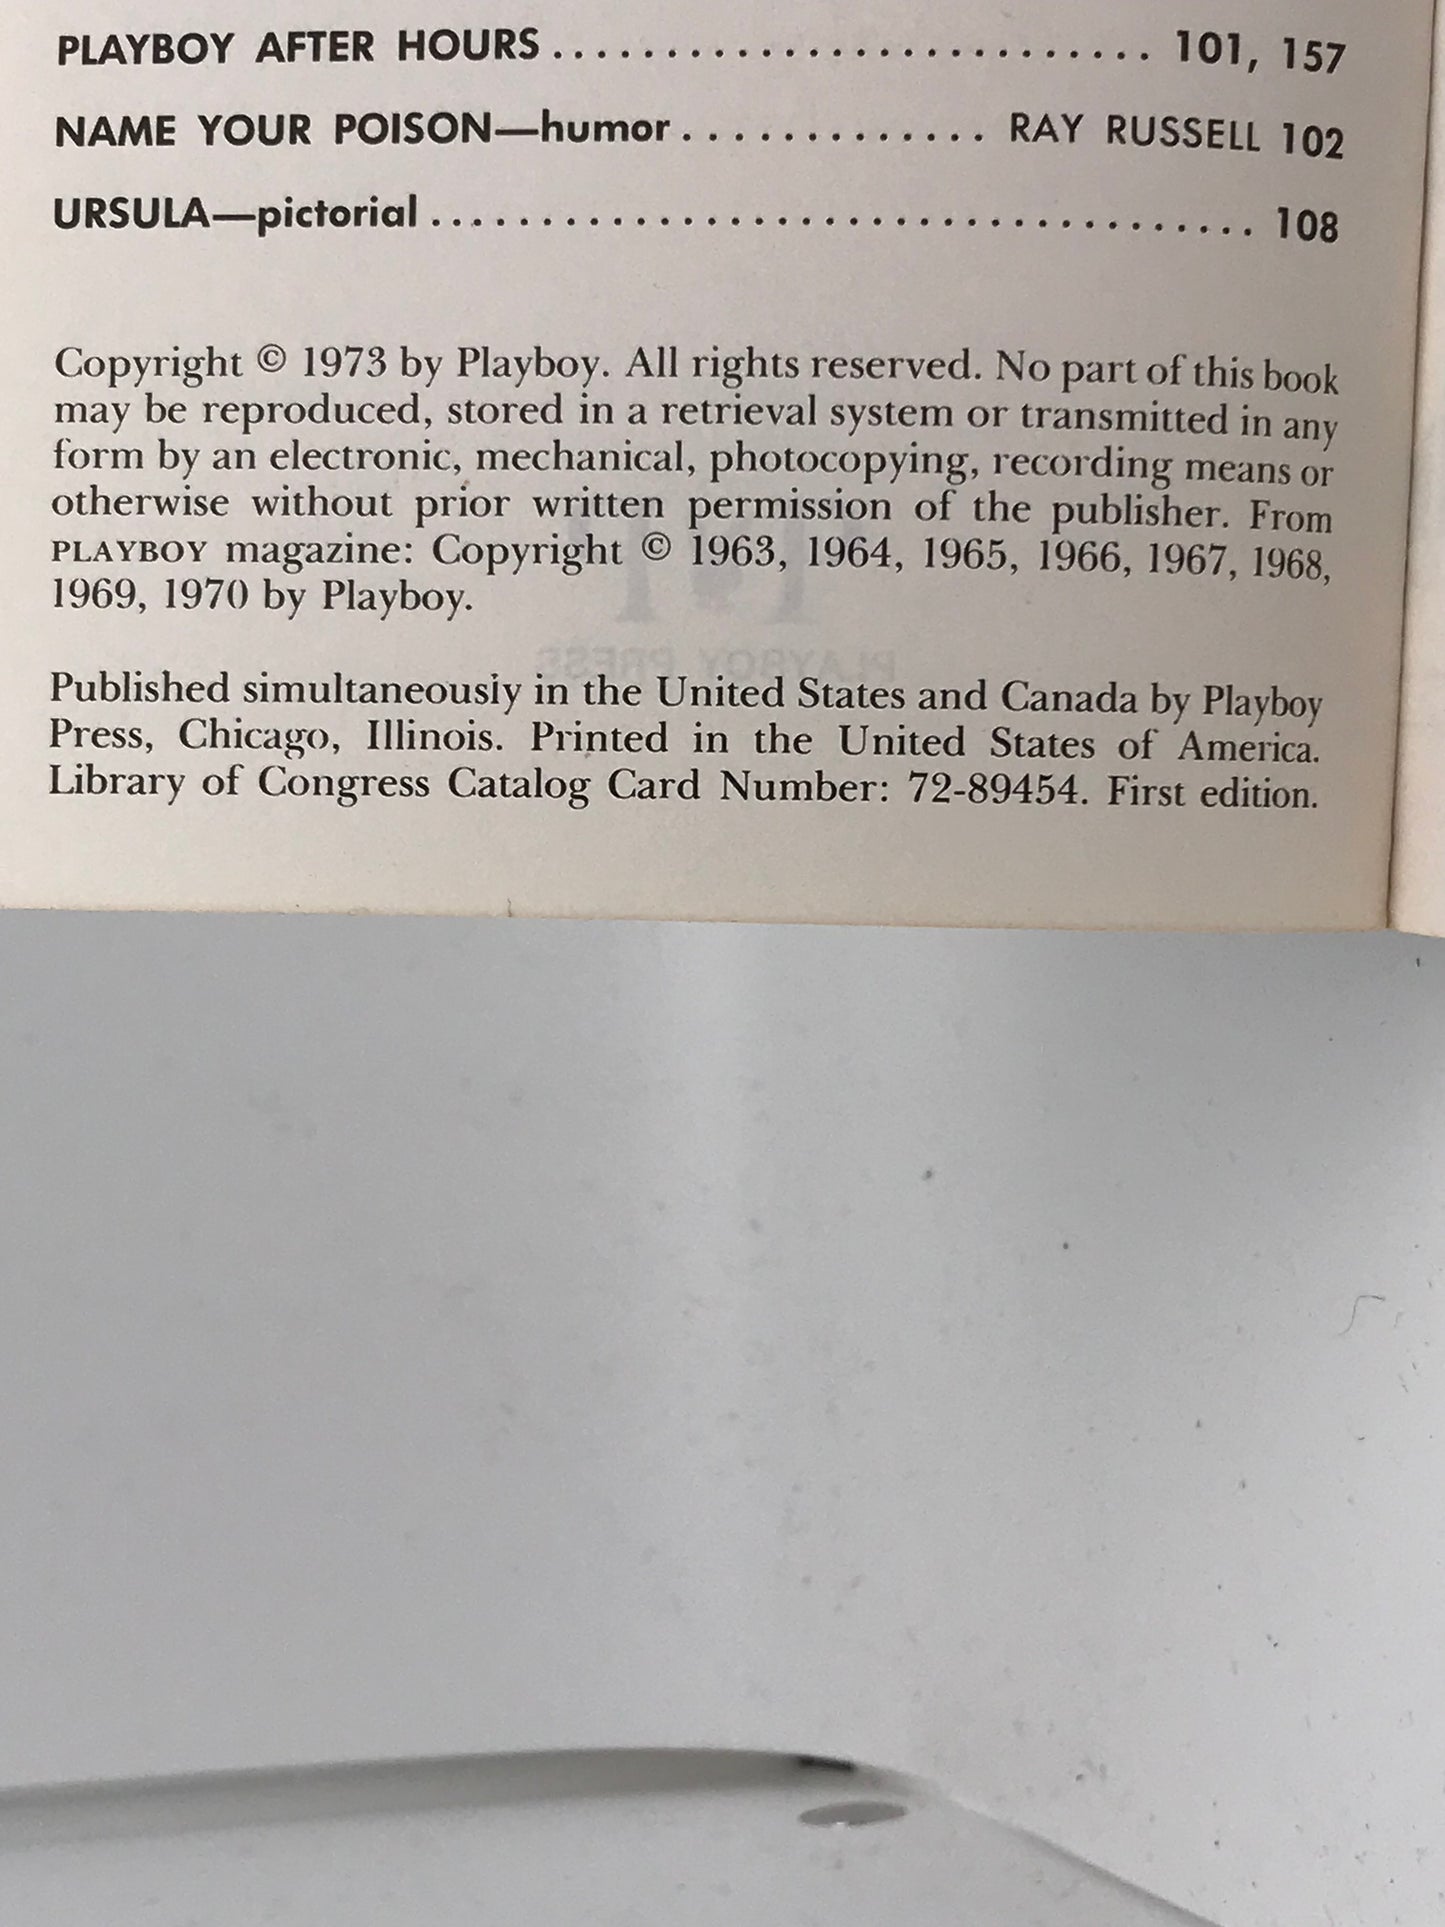 PLAYBOY AFTER HOURS........................... 101, 157
NAME YOUR POISON—humor.............. RAY RUSSELL 102
URSULA—pictorial ...................................... 108
Copyright © 1973 by Playboy. All rights reserved. No part of this book
may be reproduced, stored in a retrieval system or transmitted in any
form by an electronic, mechanical, photocopying, recording means or
otherwise without prior written permission of the publisher. From
PLAYBOY magazine: Copyright © 1963, 1964, 1965, 1966, 1967, 1968,
1969, 1970 by Playboy.
Published simultaneously in the United States and Canada by Playboy
Press, Chicago, Illinois. Printed in the United States of America.
Library of Congress Catalog Card Number: 72-89454. First edition.
PLAYBOY PRESS